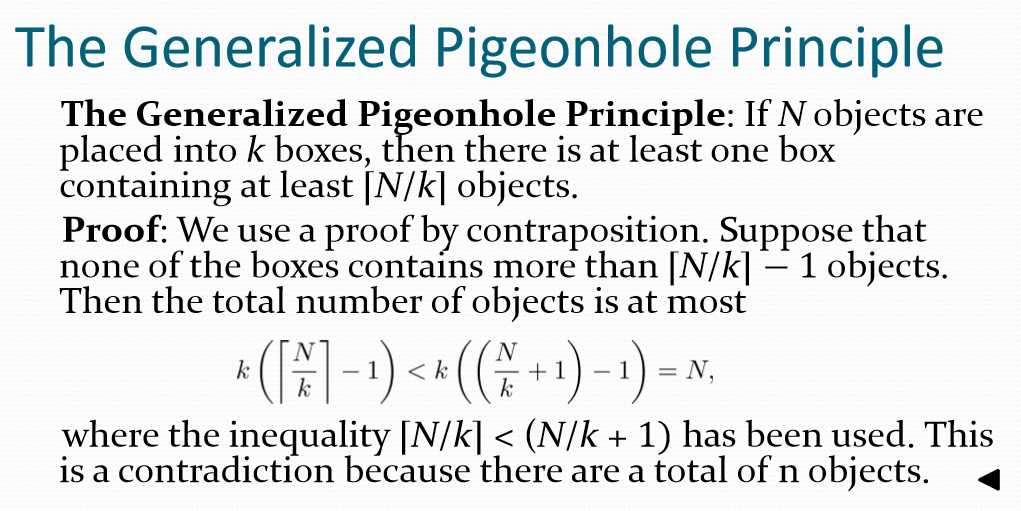 The Generalized Pigeonhole Principle
The Generalized Pigeonhole Principle: If N objects are
placed into k boxes, then there is at least one box
containing at least ⌈N/k⌉ objects.
Proof: We use a proof by contraposition. Suppose that
none of the boxes contains more than ⌈N/k⌉ − 1 objects.
Then the total number of objects is at most
k(⌈N/k⌉ − 1) < k((N/k + 1) − 1) = N,
where the inequality ⌈N/k⌉ < (N/k + 1) has been used. This
is a contradiction because there are a total of n objects.